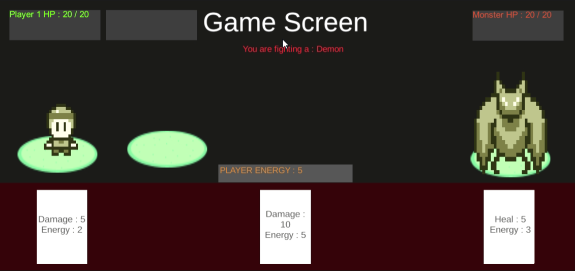 Player 1 HP : 20 / 20
Game Screen
Monster HP : 20 / 20
You are fighting a : Demon
PLAYER ENERGY : 5
Damage : 5
Energy : 2
Damage :
10
Energy : 5
Heal : 5
Energy : 3